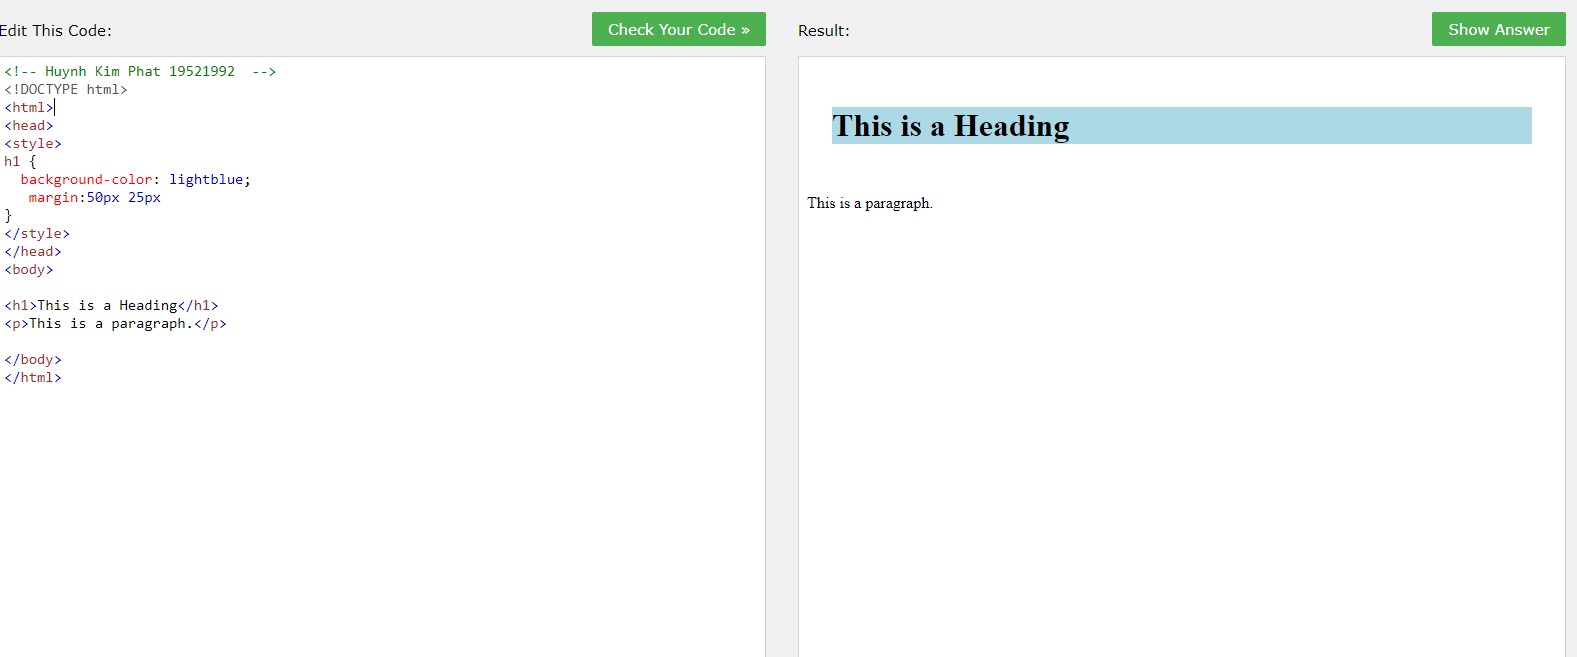 Edit This Code:
Check Your Code »
<!-- Huynh Kim Phat 19521992  -->
<!DOCTYPE html>
<html>
<head>
<style>
h1 {
  background-color: lightblue;
   margin:50px 25px
}
</style>
</head>
<body>

<h1>This is a Heading</h1>
<p>This is a paragraph.</p>

</body>
</html>
Result:
Show Answer
This is a Heading
This is a paragraph.